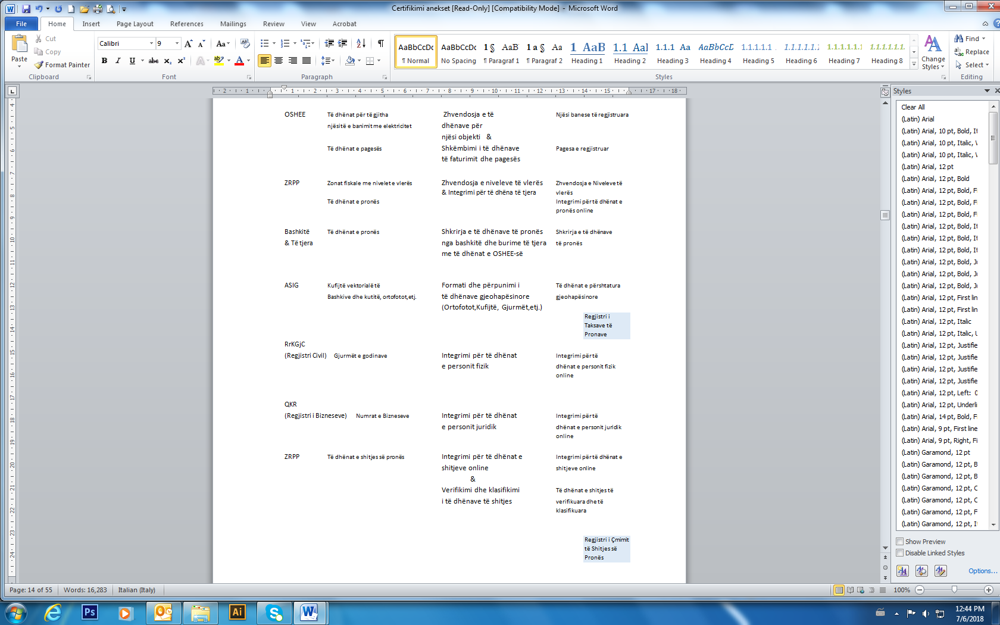 Certifikimi anekset [Read-Only] [Compatibility Mode] - Microsoft Word
File Home Insert Page Layout References Mailings Review View Acrobat
Paste
Cut
Copy
Format Painter
Clipboard
Calibri 9
Font
Paragraph
AaBbCcDc AaBbCcDc 1 § AaB 1 a § Aa 1 AaB 1.1 Aal 1.1.1 Aa AaBbCcD 1.1.1.1.1 1.1.1.1.1.1 1.1.1.1.1.1 1.1.1.1.1.1.
¶ Normal No Spacing ¶ Paragraf 1 ¶ Paragraf 2 Heading 1 Heading 2 Heading 3 Heading 4 Heading 5 Heading 6 Heading 7 Heading 8
Styles
Change Styles
Find
Replace
Select
Editing
OSHEE Të dhënat për të gjitha Zhvendosja e të Njësi banese të regjistruara
njësitë e banimit me elektricitet dhënave për
njësi objekti &
Të dhënat e pagesës Shkëmbimi i të dhënave Pagesa e regjistruar
të faturimit dhe pagesës
ZRPP Zonat fiskale me nivelet e vlerës Zhvendosja e niveleve të vlerës Zhvendosja e Niveleve të
& Integrimi për të dhëna të tjera vlerës
Të dhënat e pronës Integrimi për të dhënat e
pronës online
Bashkitë Të dhënat e pronës Shkrirja e të dhënave të pronës Shkrirja e të dhënave
& Të tjera nga bashkitë dhe burime të tjera të pronës
me të dhënat e OSHEE-së
ASIG Kufijtë vektorialë të Formati dhe përpunimi i Të dhënat e përshtatura
Bashkive dhe kutitë, ortofotot,etj. të dhënave gjeohapësinore gjeohapësinore
(Ortofotot,Kufijtë, Gjurmët,etj.)
Regjistri i
Taksave të
Pronave
RrKGjC
(Regjistri Civil) Gjurmët e godinave Integrimi për të dhënat Integrimi për të
e personit fizik dhënat e personit fizik
online
QKR
(Regjistri i Bizneseve) Numrat e Bizneseve Integrimi për të dhënat Integrimi për të
e personit juridik dhënat e personit juridik
online
ZRPP Të dhënat e shitjes së pronës Integrimi për të dhënat e Integrimi për të dhënat e
shitjeve online shitjeve online
&
Verifikimi dhe klasifikimi Të dhënat e shitjes të
i të dhënave të shitjes verifikuara dhe të
klasifikuara
Regjistri i Çmimit
të Shitjes së
Pronës
Styles
Clear All
(Latin) Arial
(Latin) Arial, 10 pt, Bold, It
(Latin) Arial, 10 pt, Italic, V
(Latin) Arial, 10 pt, Italic, V
(Latin) Arial, 12 pt
(Latin) Arial, 12 pt, Bold
(Latin) Arial, 12 pt, Bold, F
(Latin) Arial, 12 pt, Bold, F
(Latin) Arial, 12 pt, Bold, F
(Latin) Arial, 12 pt, Bold, It
(Latin) Arial, 12 pt, Bold, It
(Latin) Arial, 12 pt, Bold, It
(Latin) Arial, 12 pt, Bold, Ju
(Latin) Arial, 12 pt, Bold, Ju
(Latin) Arial, 12 pt, Bold, Ju
(Latin) Arial, 12 pt, First lin
(Latin) Arial, 12 pt, First lin
(Latin) Arial, 12 pt, Italic
(Latin) Arial, 12 pt, Italic, U
(Latin) Arial, 12 pt, Justifie
(Latin) Arial, 12 pt, Justifie
(Latin) Arial, 12 pt, Justifie
(Latin) Arial, 12 pt, Justifie
(Latin) Arial, 12 pt, Left: 0
(Latin) Arial, 12 pt, Underli
(Latin) Arial, 14 pt, Bold, F
(Latin) Arial, 9 pt, First line
(Latin) Arial, 9 pt, Right, Fi
(Latin) Garamond, 12 pt
(Latin) Garamond, 12 pt, B
(Latin) Garamond, 12 pt, B
(Latin) Garamond, 12 pt, C
(Latin) Garamond, 12 pt, C
(Latin) Garamond, 12 pt, F
(Latin) Garamond, 12 pt, It
Show Preview
Disable Linked Styles
Options...
Page: 14 of 55 Words: 16,283 Italian (Italy) 100%
12:44 PM
7/6/2018